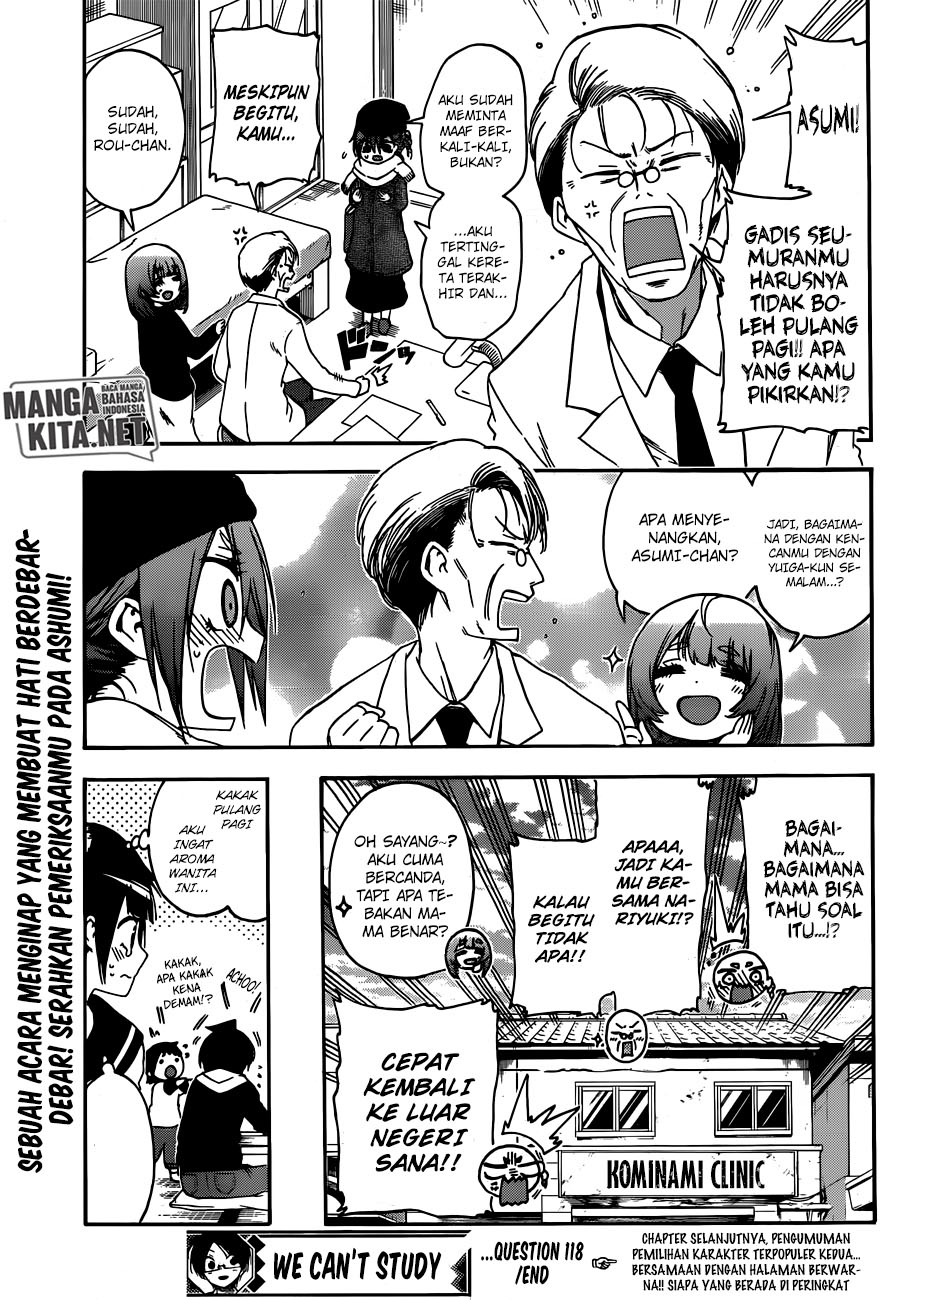 ASUMI!
GADIS SEU-
MURANMU
HARUSNYA
TIDAK BO-
LEH PULANG
PAGI!! APA
YANG KAMU
PIKIRKAN!?
AKU SUDAH
MEMINTA
MAAF BER-
KALI-KALI,
BUKAN?
...AKU
TERTING-
GAL KERE-
TA TERAK-
HIR DAN...
MESKIPUN
BEGITU,
KAMU...
SUDAH,
SUDAH,
ROU-CHAN.
ドンッ
MANGA
KITA.NET
BACA MANGA
BAHASA
INDONESIA
JADI, BAGAIMA-
NA DENGAN KEN-
CANMU DENGAN
YUIGA-KUN SE-
MALAM...?
APA MENYE-
NANGKAN,
ASUMI-CHAN?
BAGAI-
MANA...
BAGAIMANA
MAMA BISA
TAHU SOAL
ITU...!?
APAAA,
JADI KA-
MU BER-
SAMA NA-
RIYUKI!?
KALAU
BEGITU
TIDAK
APA!!
OH SAYANG~?
AKU CUMA
BERCANDA,
TAPI APA TE-
BAKAN MA-
MA BENAR?
CEPAT
KEMBALI
KE LUAR
NEGERI
SANA!!
KOMINAMI CLINIC
KAKAK
PULANG
PAGI
AKU
INGAT
AROMA
WANITA
INI...
ACHOO!
KAKAK,
APA KAKAK
KENA
DEMAM!?
SEBUAH ACARA MENGINAP YANG MEMBUAT HATI BERDEBAR-
DEBAR! SERAHKAN PEMERIKSAANMU PADA ASHUMI!
WE CAN'T STUDY
...QUESTION 118
/END
CHAPTER SELANJUTNYA, PENGUMUMAN
PEMILIHAN KARAKTER TERPOPULER KEDUA...
BERSAMAAN DENGAN HALAMAN BERWAR-
NA!! SIAPA YANG BERADA DI PERINGKAT